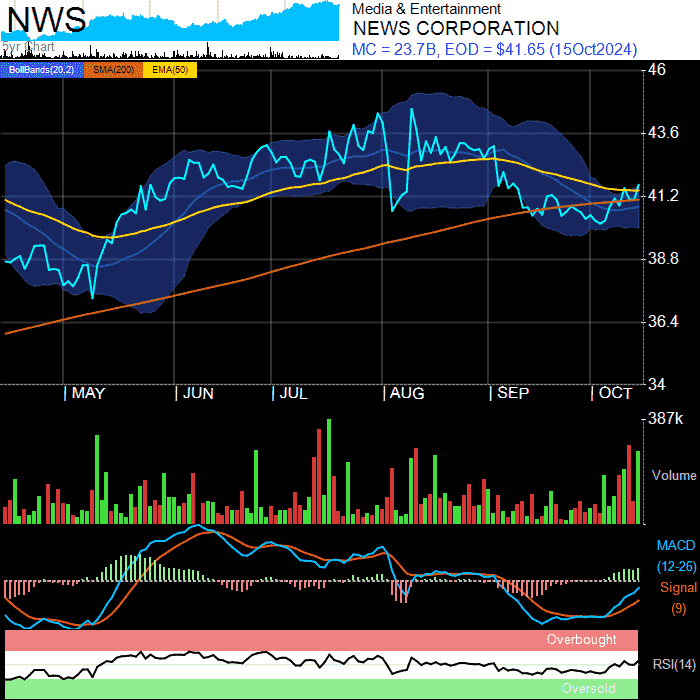 NWS
5yr Chart
Media & Entertainment
NEWS CORPORATION
MC = 23.7B, EOD = $41.65 (15Oct2024)
BollBands(20,2) SMA(200) EMA(50)
46
43.6
41.2
38.8
36.4
34
MAY JUN JUL AUG SEP OCT
387k
Volume
MACD
(12-26)
Signal
(9)
Overbought
RSI(14)
Oversold